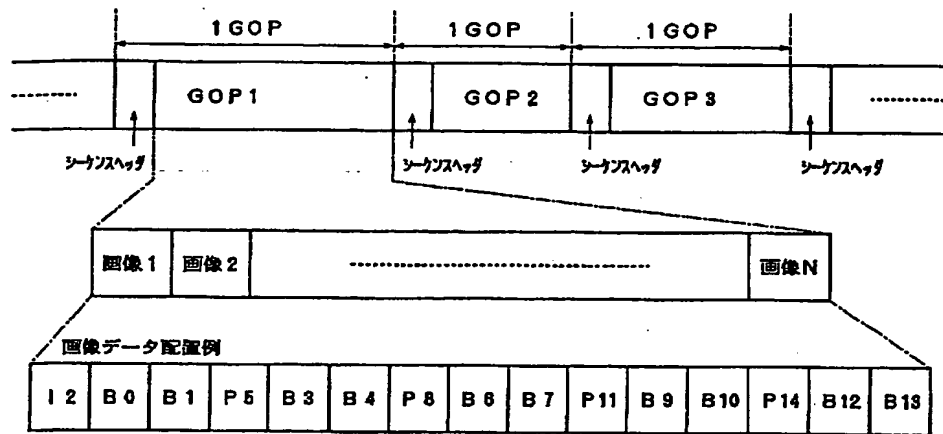 1GOP 1GOP 1GOP
GOP1 GOP2 GOP3
シーケンスヘッダ シーケンスヘッダ シーケンスヘッダ シーケンスヘッダ
画像1 画像2 画像N
画像データ配置例
I2 B0 B1 P5 B3 B4 P8 B6 B7 P11 B9 B10 P14 B12 B13